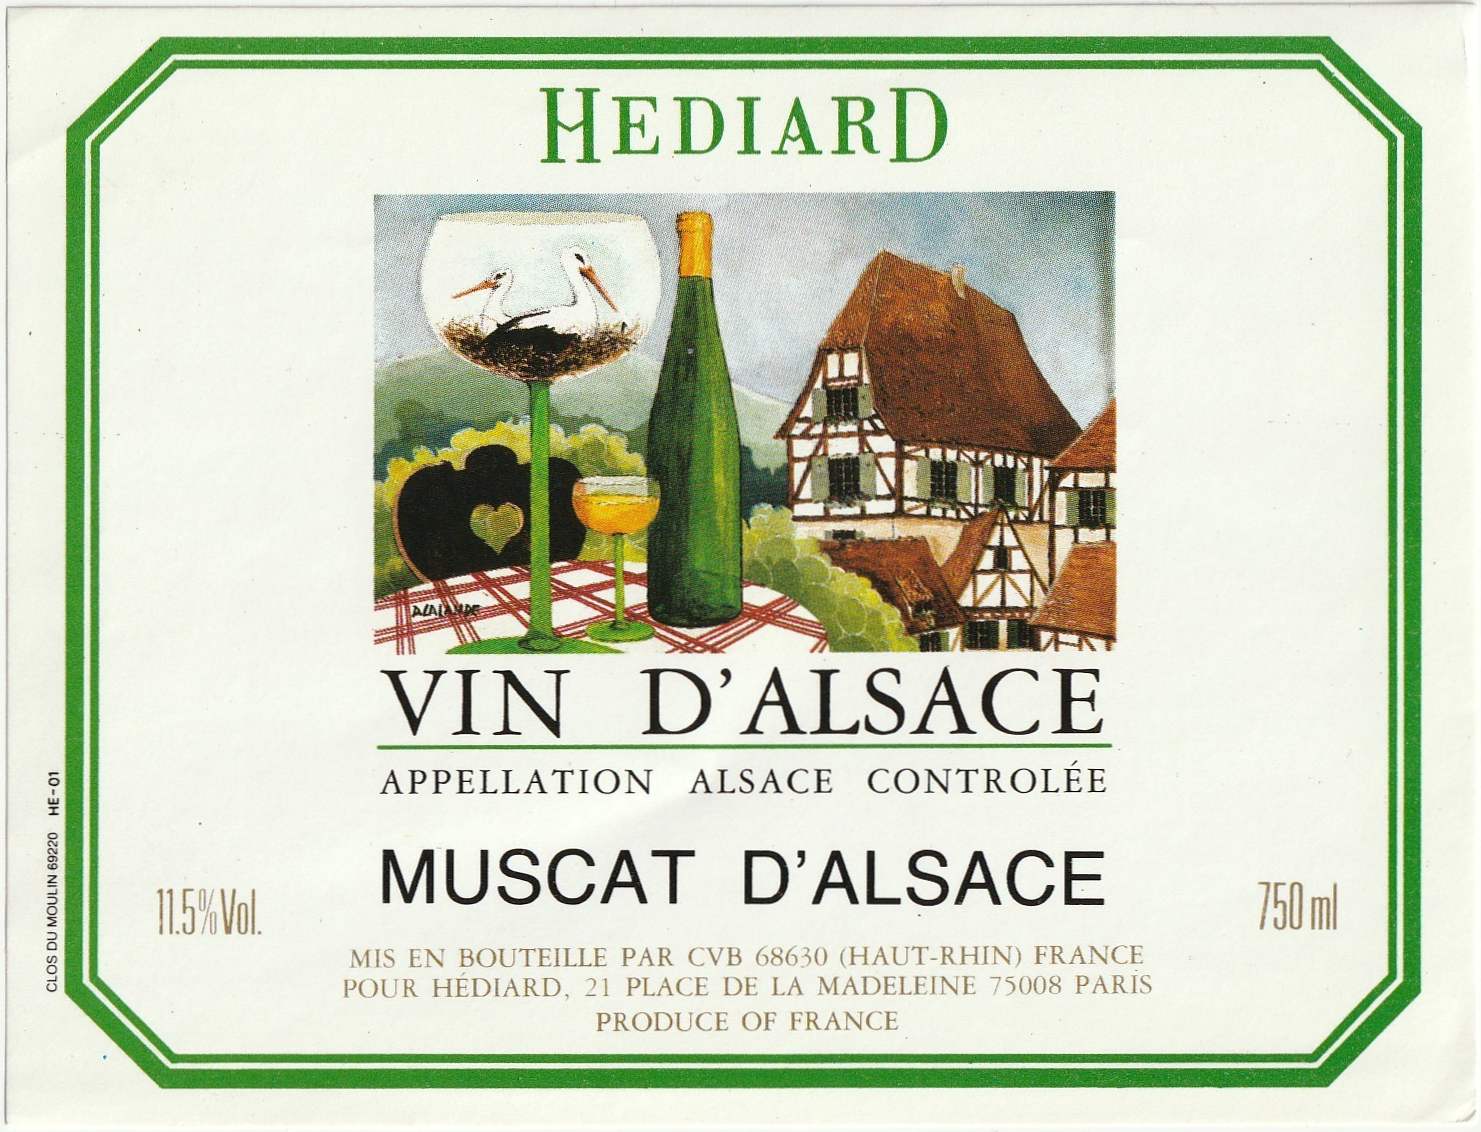 HEDIARD
DLALANDE
VIN D'ALSACE
APPELLATION ALSACE CONTROLÉE
MUSCAT D'ALSACE
11.5%Vol.
750 ml
MIS EN BOUTEILLE PAR CVB 68630 (HAUT-RHIN) FRANCE
POUR HÉDIARD, 21 PLACE DE LA MADELEINE 75008 PARIS
PRODUCE OF FRANCE
CLOS DU MOULIN 69220 HE-01